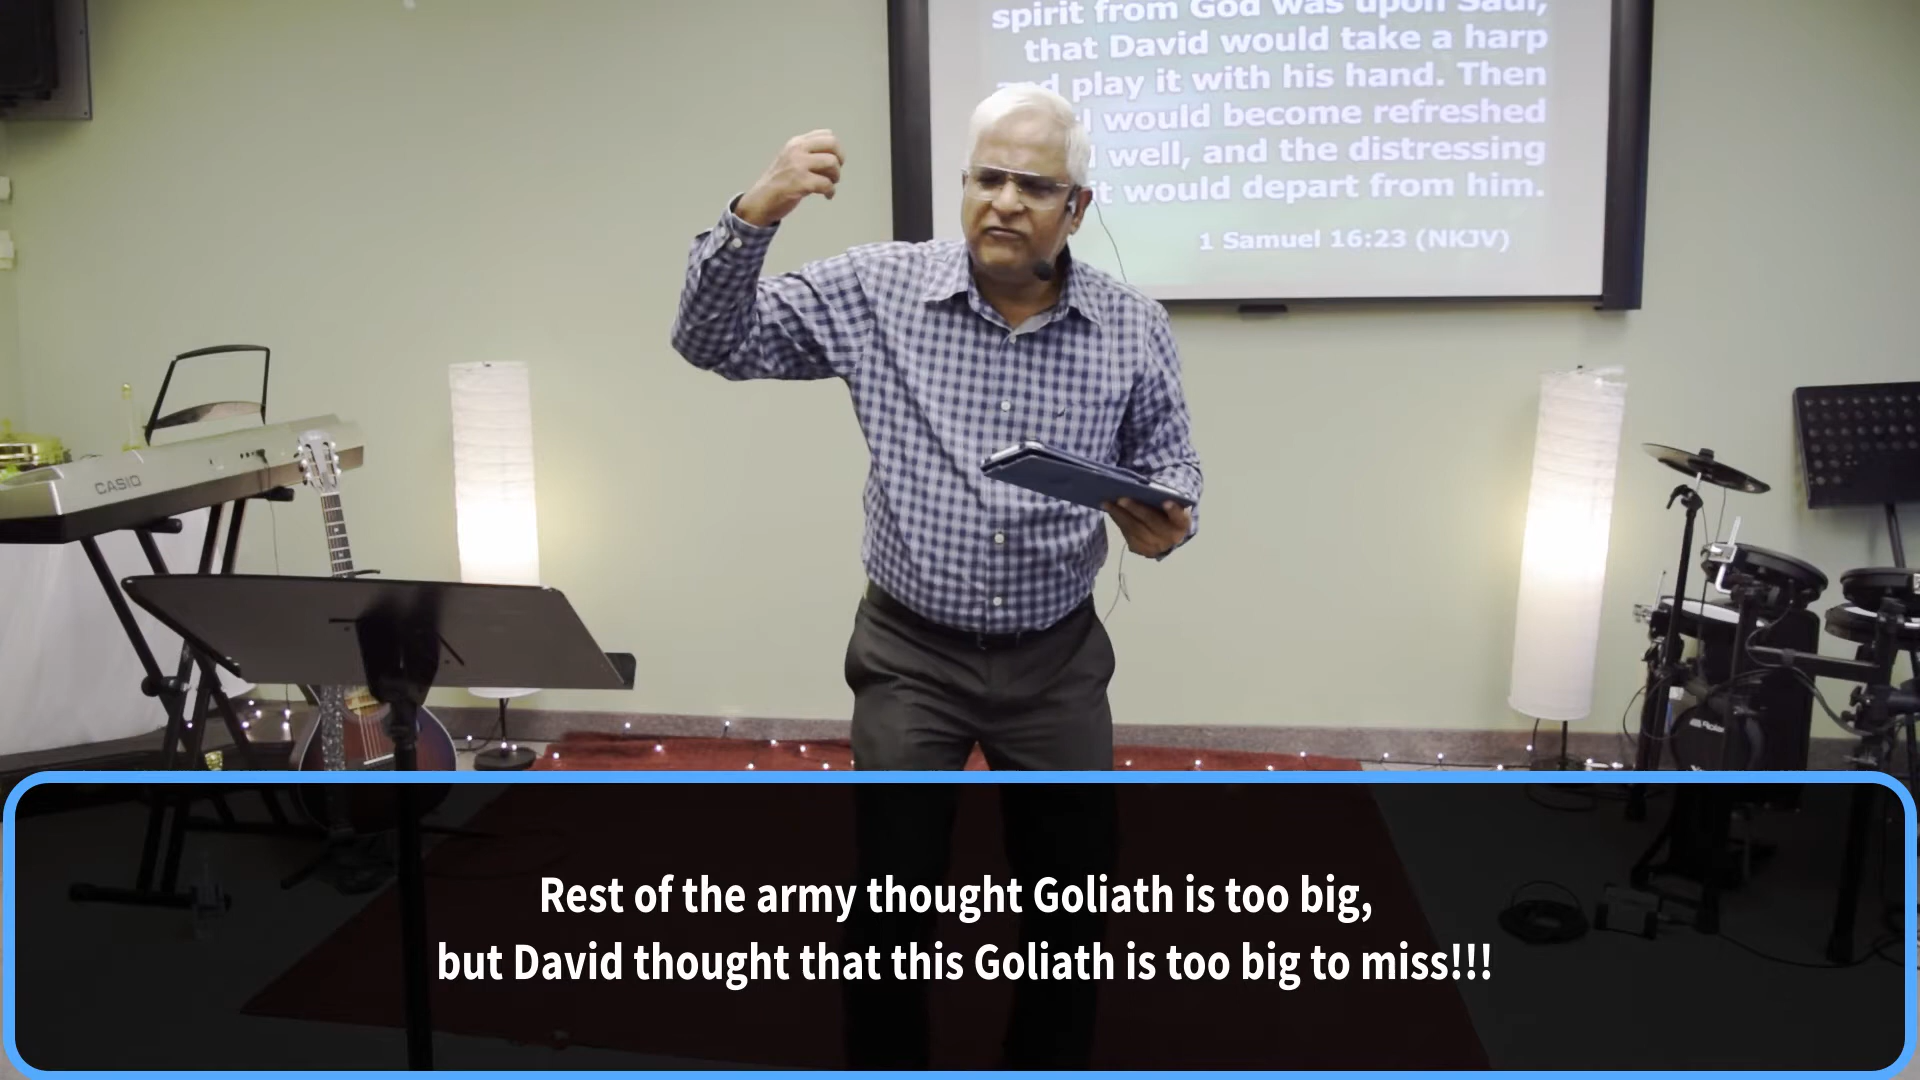 spirit from God was upon Saul,
that David would take a harp
and play it with his hand. Then
would become refreshed
well, and the distressing
would depart from him.
1 Samuel 16:23 (NKJV)
CASIO
Roland
Rest of the army thought Goliath is too big,
but David thought that this Goliath is too big to miss!!!